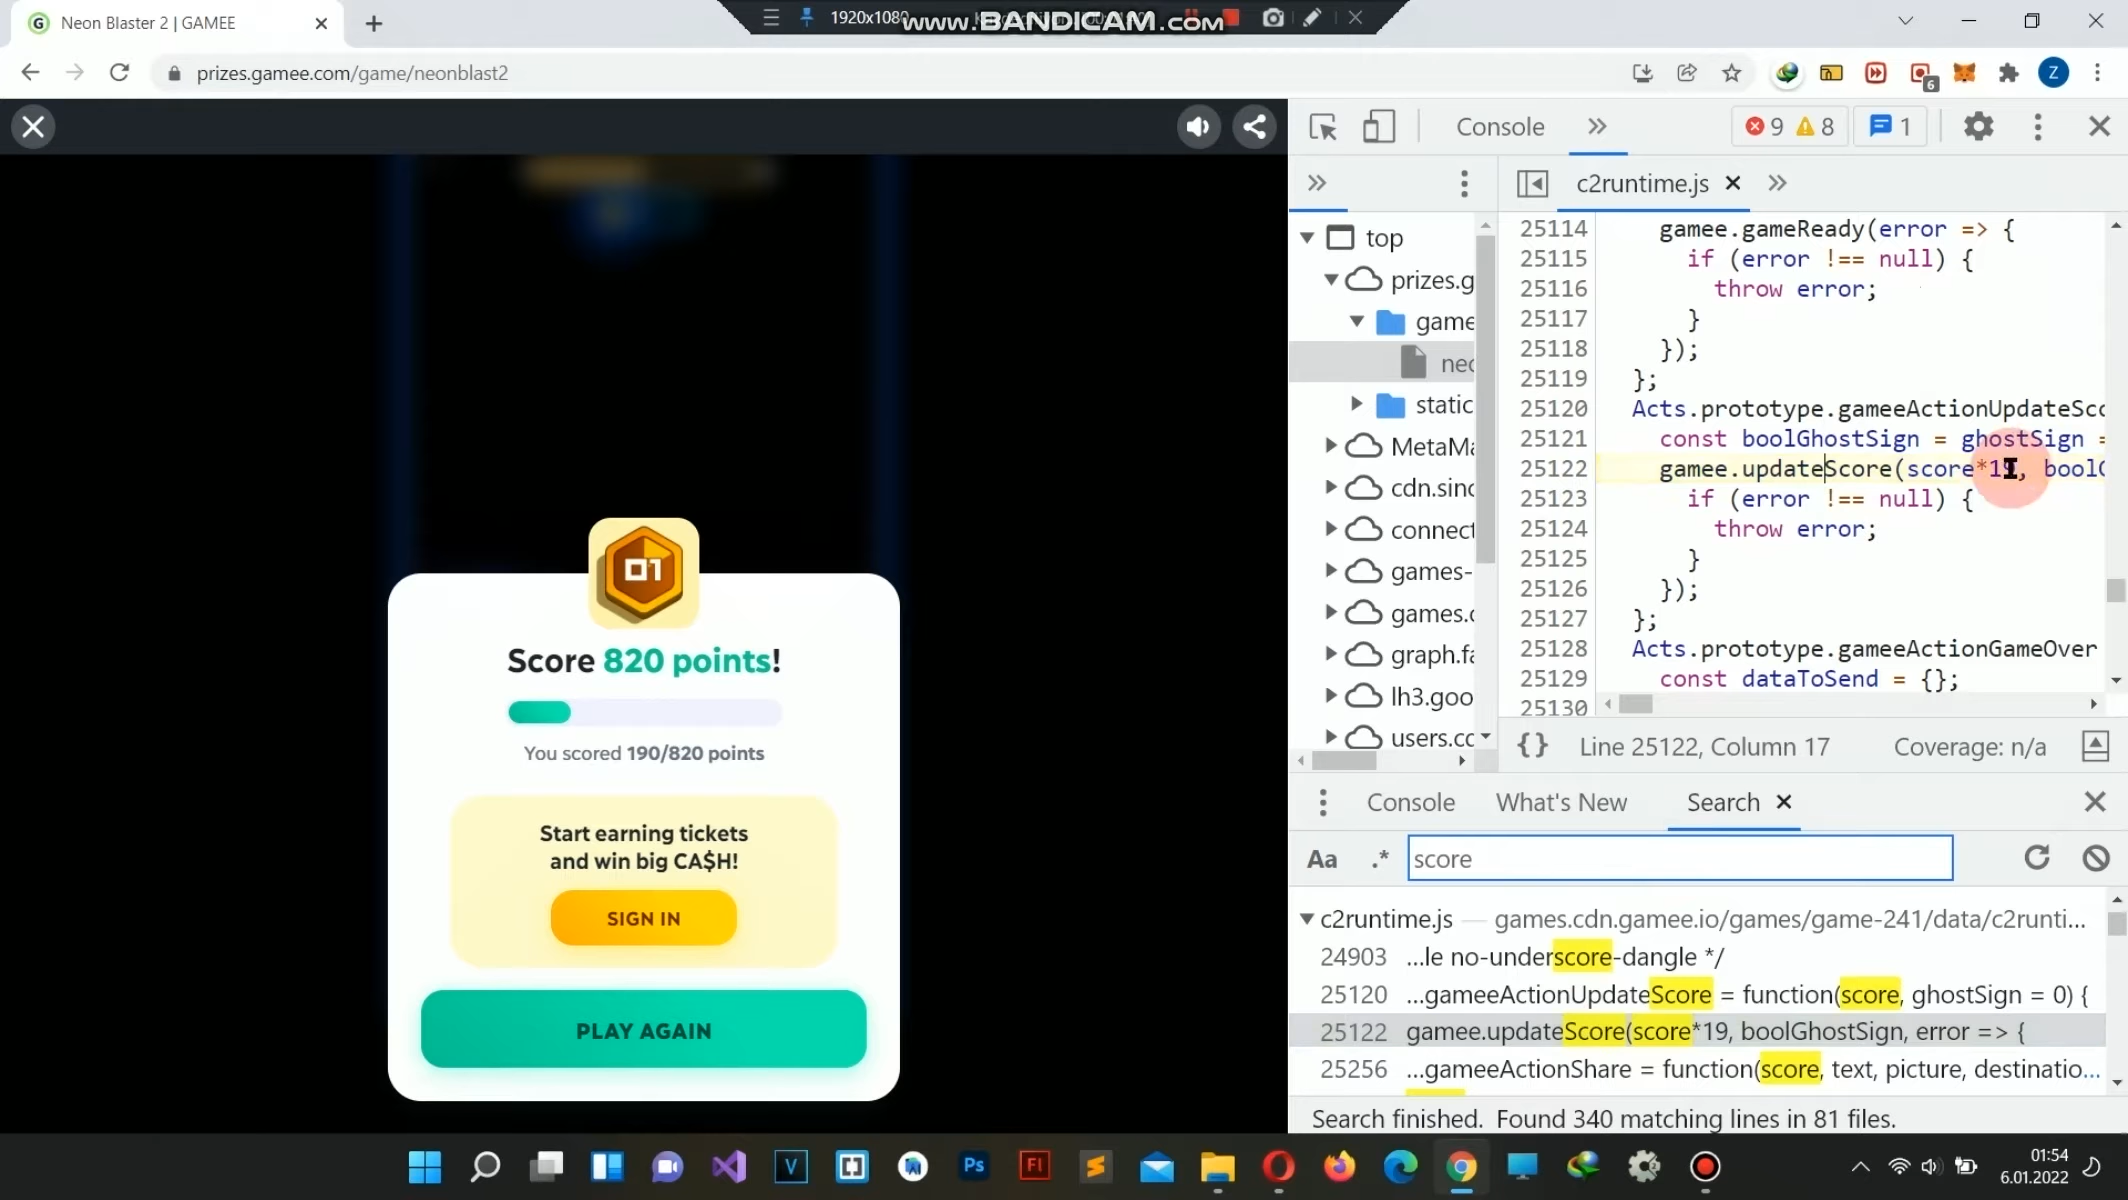 Neon Blaster 2 | GAMEE
1920x1080
www.BANDICAM.com
prizes.gamee.com/game/neonblast2
6
Z
Console
9
8
1
c2runtime.js
top
prizes.g
game
neo
static
MetaMa
cdn.sinc
connect
games-
games.c
graph.fa
lh3.goo
users.cc
25114 gamee.gameReady(error => {
25115 if (error !== null) {
25116 throw error;
25117 }
25118 });
25119 };
25120 Acts.prototype.gameeActionUpdateSco
25121 const boolGhostSign = ghostSign =
25122 gamee.updateScore(score*19, boolG
25123 if (error !== null) {
25124 throw error;
25125 }
25126 });
25127 };
25128 Acts.prototype.gameeActionGameOver
25129 const dataToSend = {};
25130
{} Line 25122, Column 17 Coverage: n/a
Console What's New Search
Aa .* score
c2runtime.js — games.cdn.gamee.io/games/game-241/data/c2runti...
24903 ...le no-underscore-dangle */
25120 ...gameeActionUpdateScore = function(score, ghostSign = 0) {
25122 gamee.updateScore(score*19, boolGhostSign, error => {
25256 ...gameeActionShare = function(score, text, picture, destinatio...
Search finished. Found 340 matching lines in 81 files.
01
Score 820 points!
You scored 190/820 points
Start earning tickets
and win big CA$H!
SIGN IN
PLAY AGAIN
V
Ps
Fl
01:54
6.01.2022